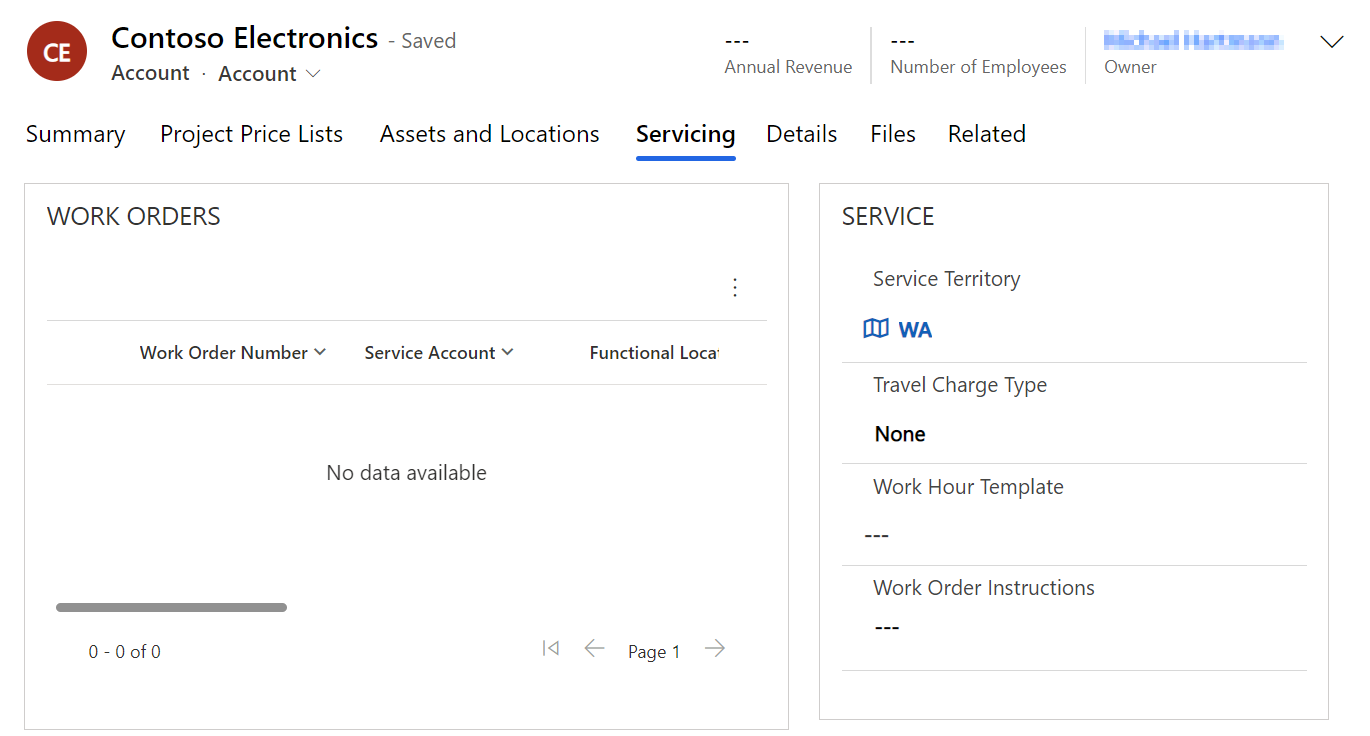 CE
Contoso Electronics - Saved
Account · Account
---
Annual Revenue
---
Number of Employees
Owner
Summary Project Price Lists Assets and Locations Servicing Details Files Related
WORK ORDERS
Work Order Number Service Account Functional Locat
No data available
0 - 0 of 0 Page 1
SERVICE
Service Territory
WA
Travel Charge Type
None
Work Hour Template
---
Work Order Instructions
---